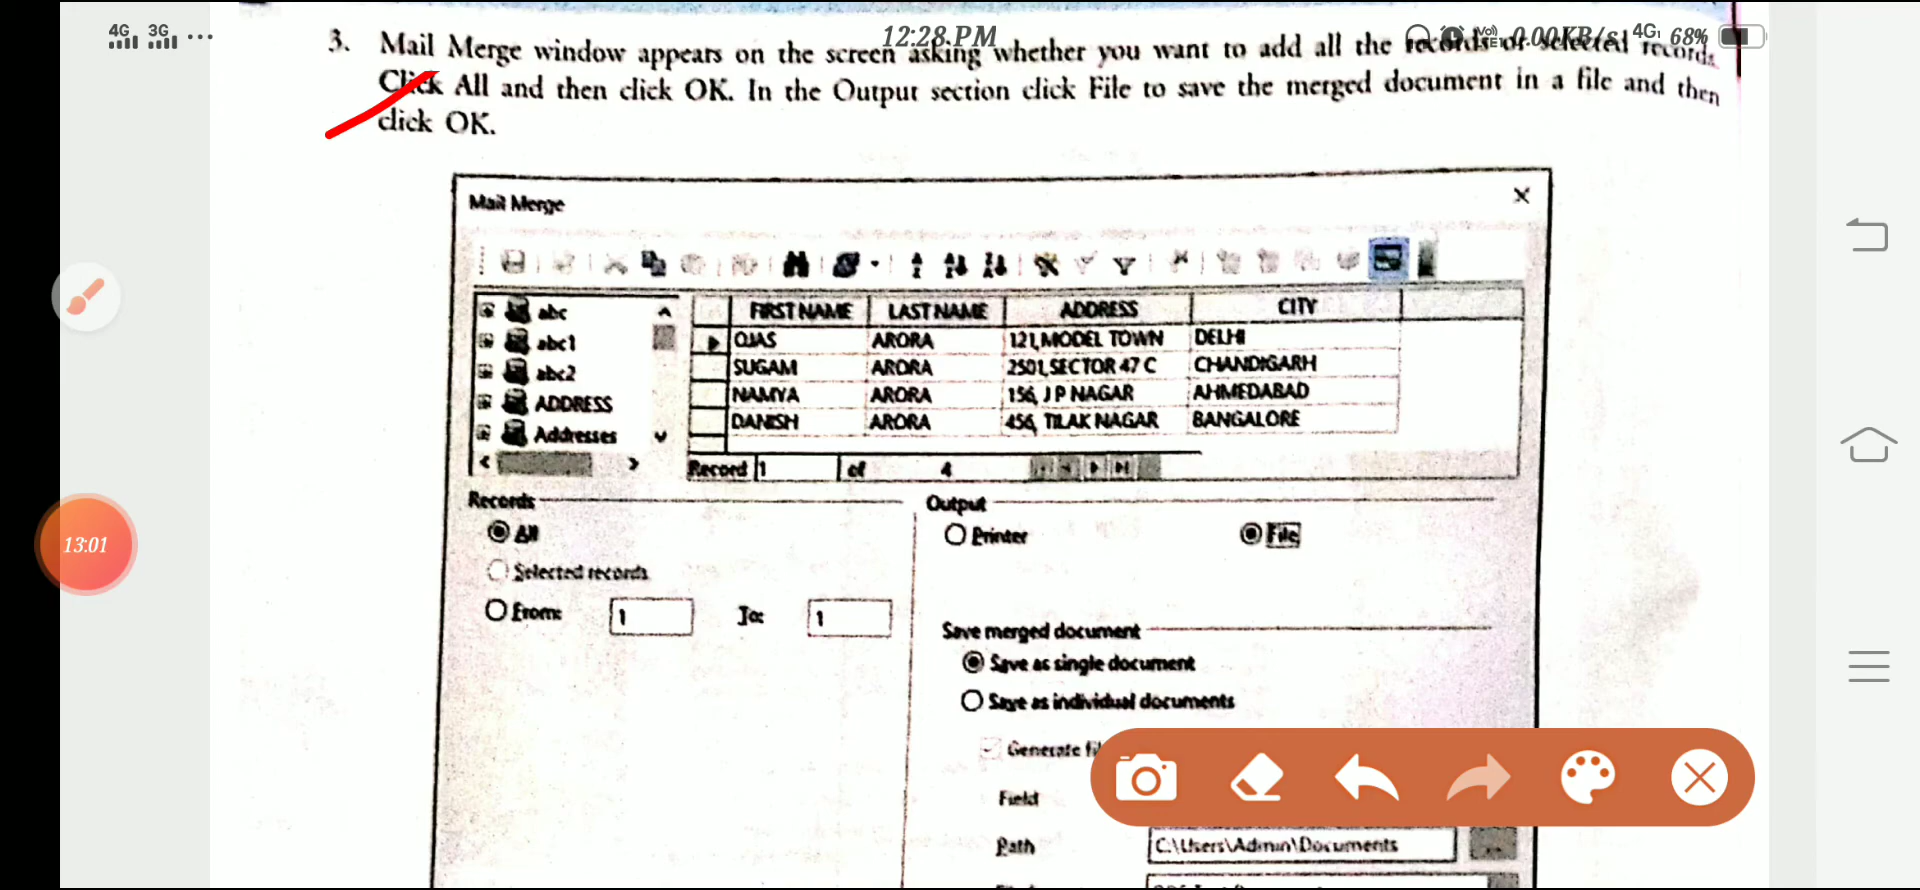 4G 3G ...
12:28 PM
0.00KB/s 4G 68%
3. Mail Merge window appears on the screen asking whether you want to add all the records or selected records.
Click All and then click OK. In the Output section click File to save the merged document in a file and then
click OK.
Mail Merge
FIRST NAME LAST NAME ADDRESS CITY
abc
abc1
abc2
ADDRESS
Addresses
OJAS ARORA 121,MODEL TOWN DELHI
SUGAM ARORA 2501,SECTOR 47 C CHANDIGARH
NAMYA ARORA 156, J P NAGAR AHMEDABAD
DANISH ARORA 456, TILAK NAGAR BANGALORE
Record 1 of 4
Records
All
Selected records
From: 1 To: 1
Output
Printer File
Save merged document
Save as single document
Save as individual documents
Generate
Field
Path C:\Users\Admin\Documents
13:01